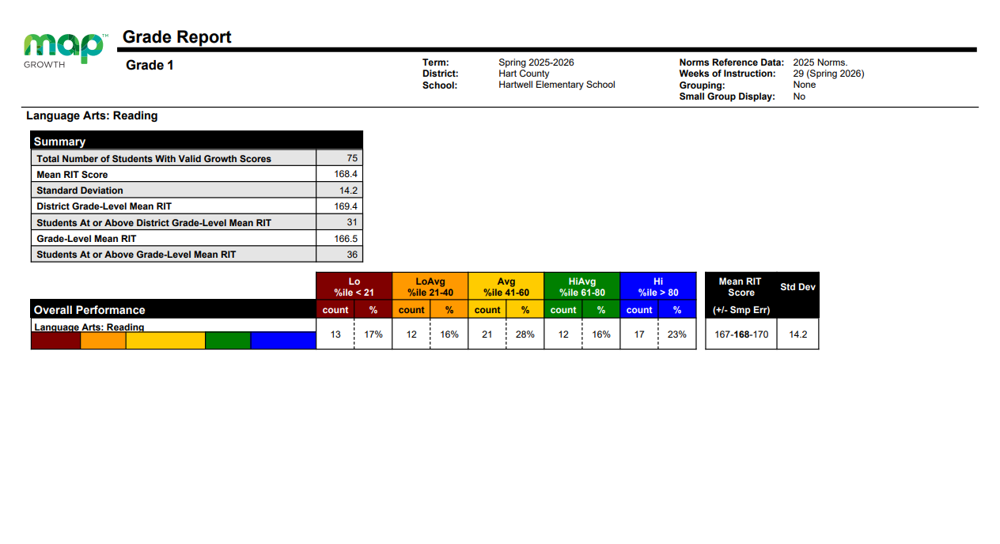 map™
GROWTH
Grade Report
Grade 1
Term: Spring 2025-2026
District: Hart County
School: Hartwell Elementary School
Norms Reference Data: 2025 Norms.
Weeks of Instruction: 29 (Spring 2026)
Grouping: None
Small Group Display: No
Language Arts: Reading
Summary
Total Number of Students With Valid Growth Scores 75
Mean RIT Score 168.4
Standard Deviation 14.2
District Grade-Level Mean RIT 169.4
Students At or Above District Grade-Level Mean RIT 31
Grade-Level Mean RIT 166.5
Students At or Above Grade-Level Mean RIT 36
Lo LoAvg Avg HiAvg Hi Mean RIT Score Std Dev
%ile < 21 %ile 21-40 %ile 41-60 %ile 61-80 %ile > 80
Overall Performance count % count % count % count % count % (+/- Smp Err)
Language Arts: Reading 13 17% 12 16% 21 28% 12 16% 17 23% 167-168-170 14.2